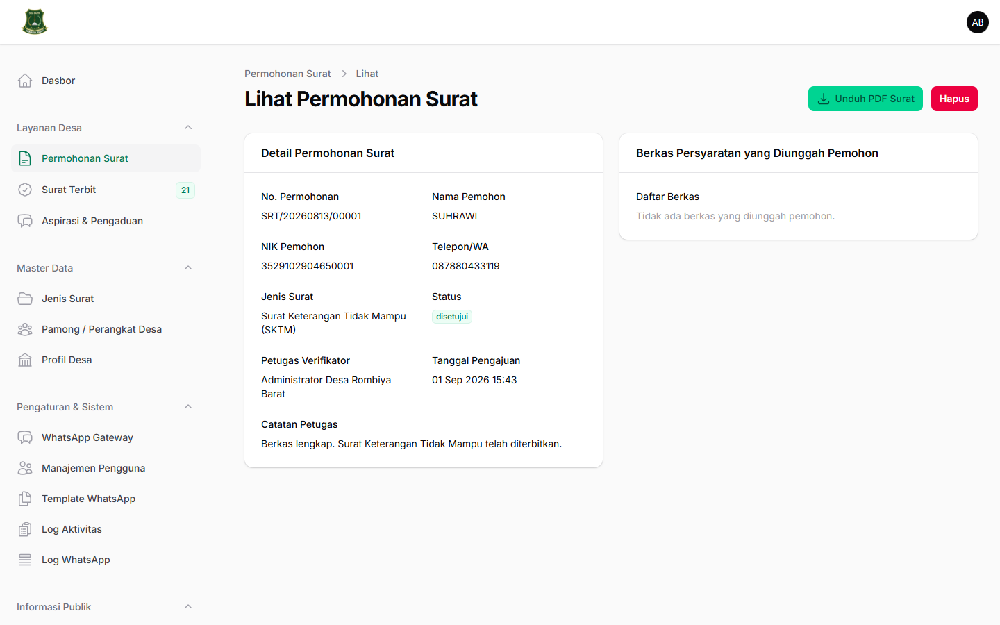 AB
Dasbor
Layanan Desa
Permohonan Surat
Surat Terbit 21
Aspirasi & Pengaduan
Master Data
Jenis Surat
Pamong / Perangkat Desa
Profil Desa
Pengaturan & Sistem
WhatsApp Gateway
Manajemen Pengguna
Template WhatsApp
Log Aktivitas
Log WhatsApp
Informasi Publik
Permohonan Surat > Lihat
Lihat Permohonan Surat
Unduh PDF Surat
Hapus
Detail Permohonan Surat
No. Permohonan
SRT/20260813/00001
Nama Pemohon
SUHRAWI
NIK Pemohon
3529102904650001
Telepon/WA
087880433119
Jenis Surat
Surat Keterangan Tidak Mampu
(SKTM)
Status
disetujui
Petugas Verifikator
Administrator Desa Rombiya
Barat
Tanggal Pengajuan
01 Sep 2026 15:43
Catatan Petugas
Berkas lengkap. Surat Keterangan Tidak Mampu telah diterbitkan.
Berkas Persyaratan yang Diunggah Pemohon
Daftar Berkas
Tidak ada berkas yang diunggah pemohon.